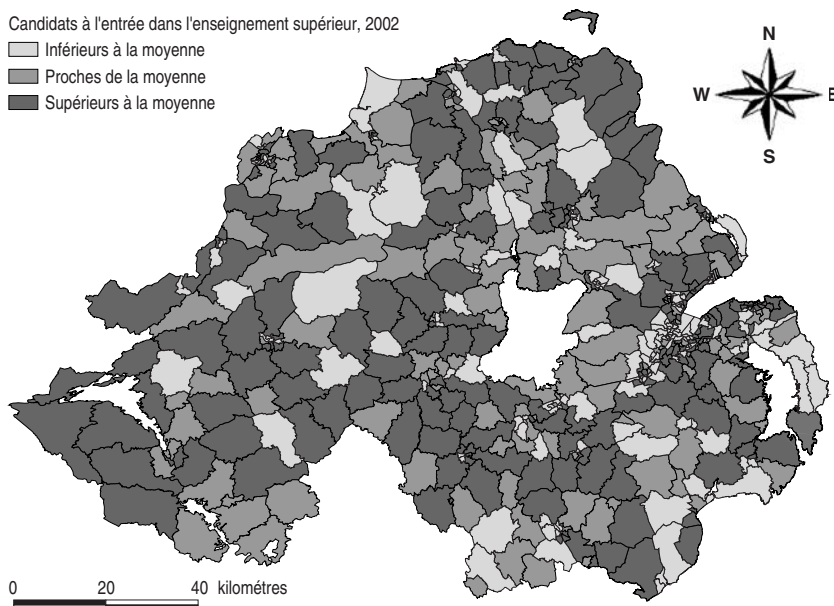 Candidats à l'entrée dans l'enseignement supérieur, 2002
Inférieurs à la moyenne
Proches de la moyenne
Supérieurs à la moyenne
N
W
E
S
0 20 40 kilométres